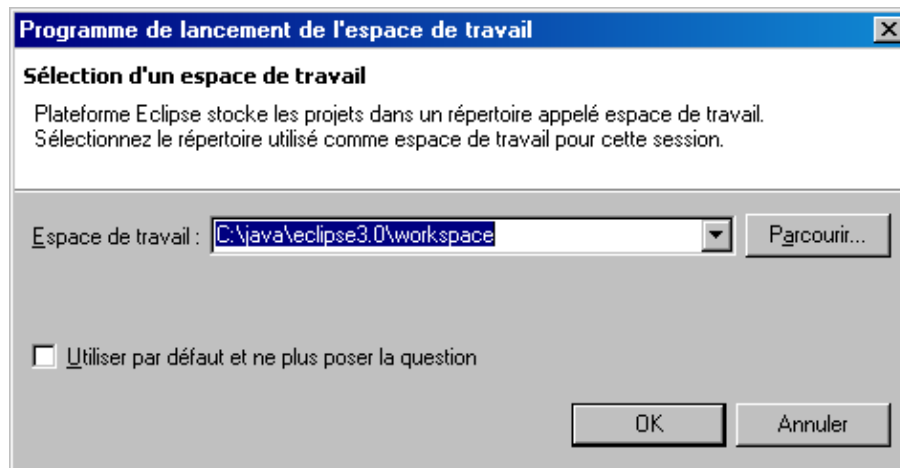 Programme de lancement de l'espace de travail
Sélection d'un espace de travail
Plateforme Eclipse stocke les projets dans un répertoire appelé espace de travail.
Sélectionnez le répertoire utilisé comme espace de travail pour cette session.
Espace de travail : C:\java\eclipse3.0\workspace Parcourir...
Utiliser par défaut et ne plus poser la question
OK Annuler